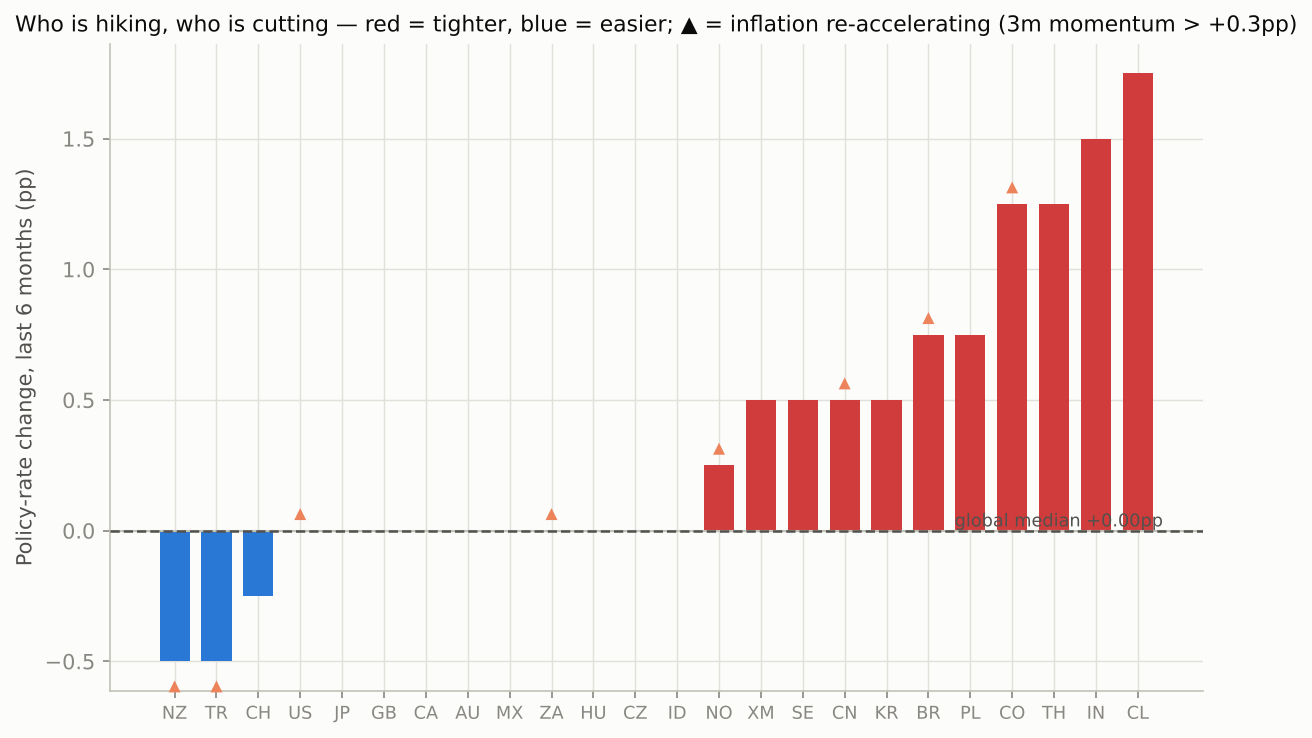 Who is hiking, who is cutting — red = tighter, blue = easier; ▲ = inflation re-accelerating (3m momentum > +0.3pp)
Policy-rate change, last 6 months (pp)
1.5
1.0
0.5
0.0
−0.5
global median +0.00pp
NZ TR CH US JP GB CA AU MX ZA HU CZ ID NO XM SE CN KR BR PL CO TH IN CL